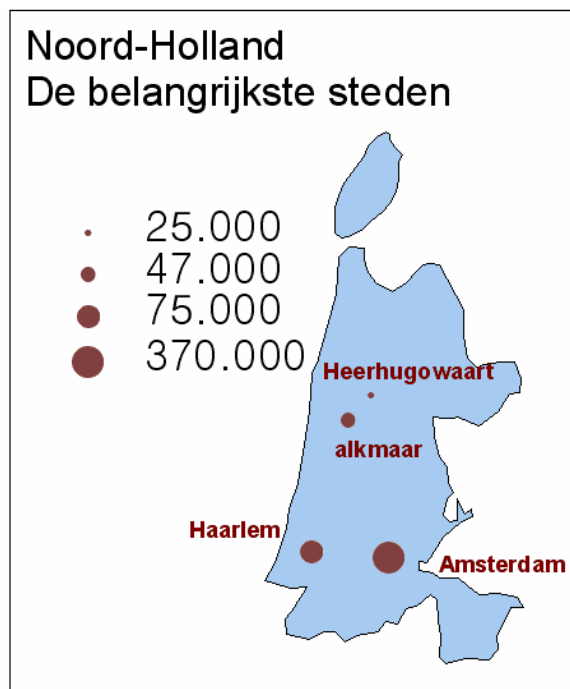 Noord-Holland
De belangrijkste steden
25.000
47.000
75.000
370.000
Heerhugowaart
alkmaar
Haarlem
Amsterdam